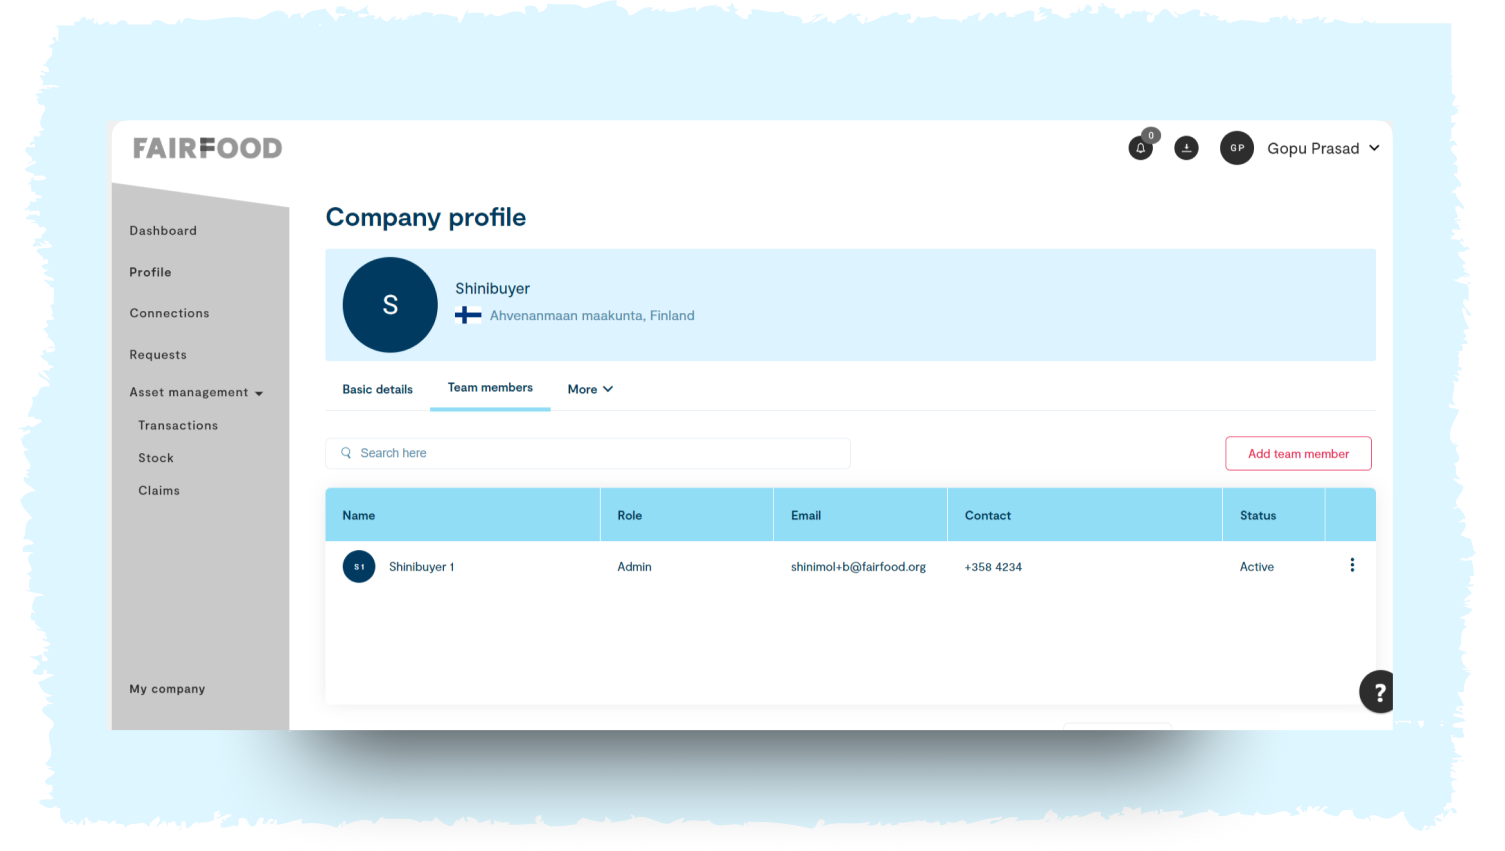 FAIRFOOD
0
GP
Gopu Prasad
Dashboard
Profile
Connections
Requests
Asset management
Transactions
Stock
Claims
My company
Company profile
S
Shinibuyer
Ahvenanmaan maakunta, Finland
Basic details
Team members
More
Search here
Add team member
Name Role Email Contact Status
S1 Shinibuyer 1 Admin shinimol+b@fairfood.org +358 4234 Active
?